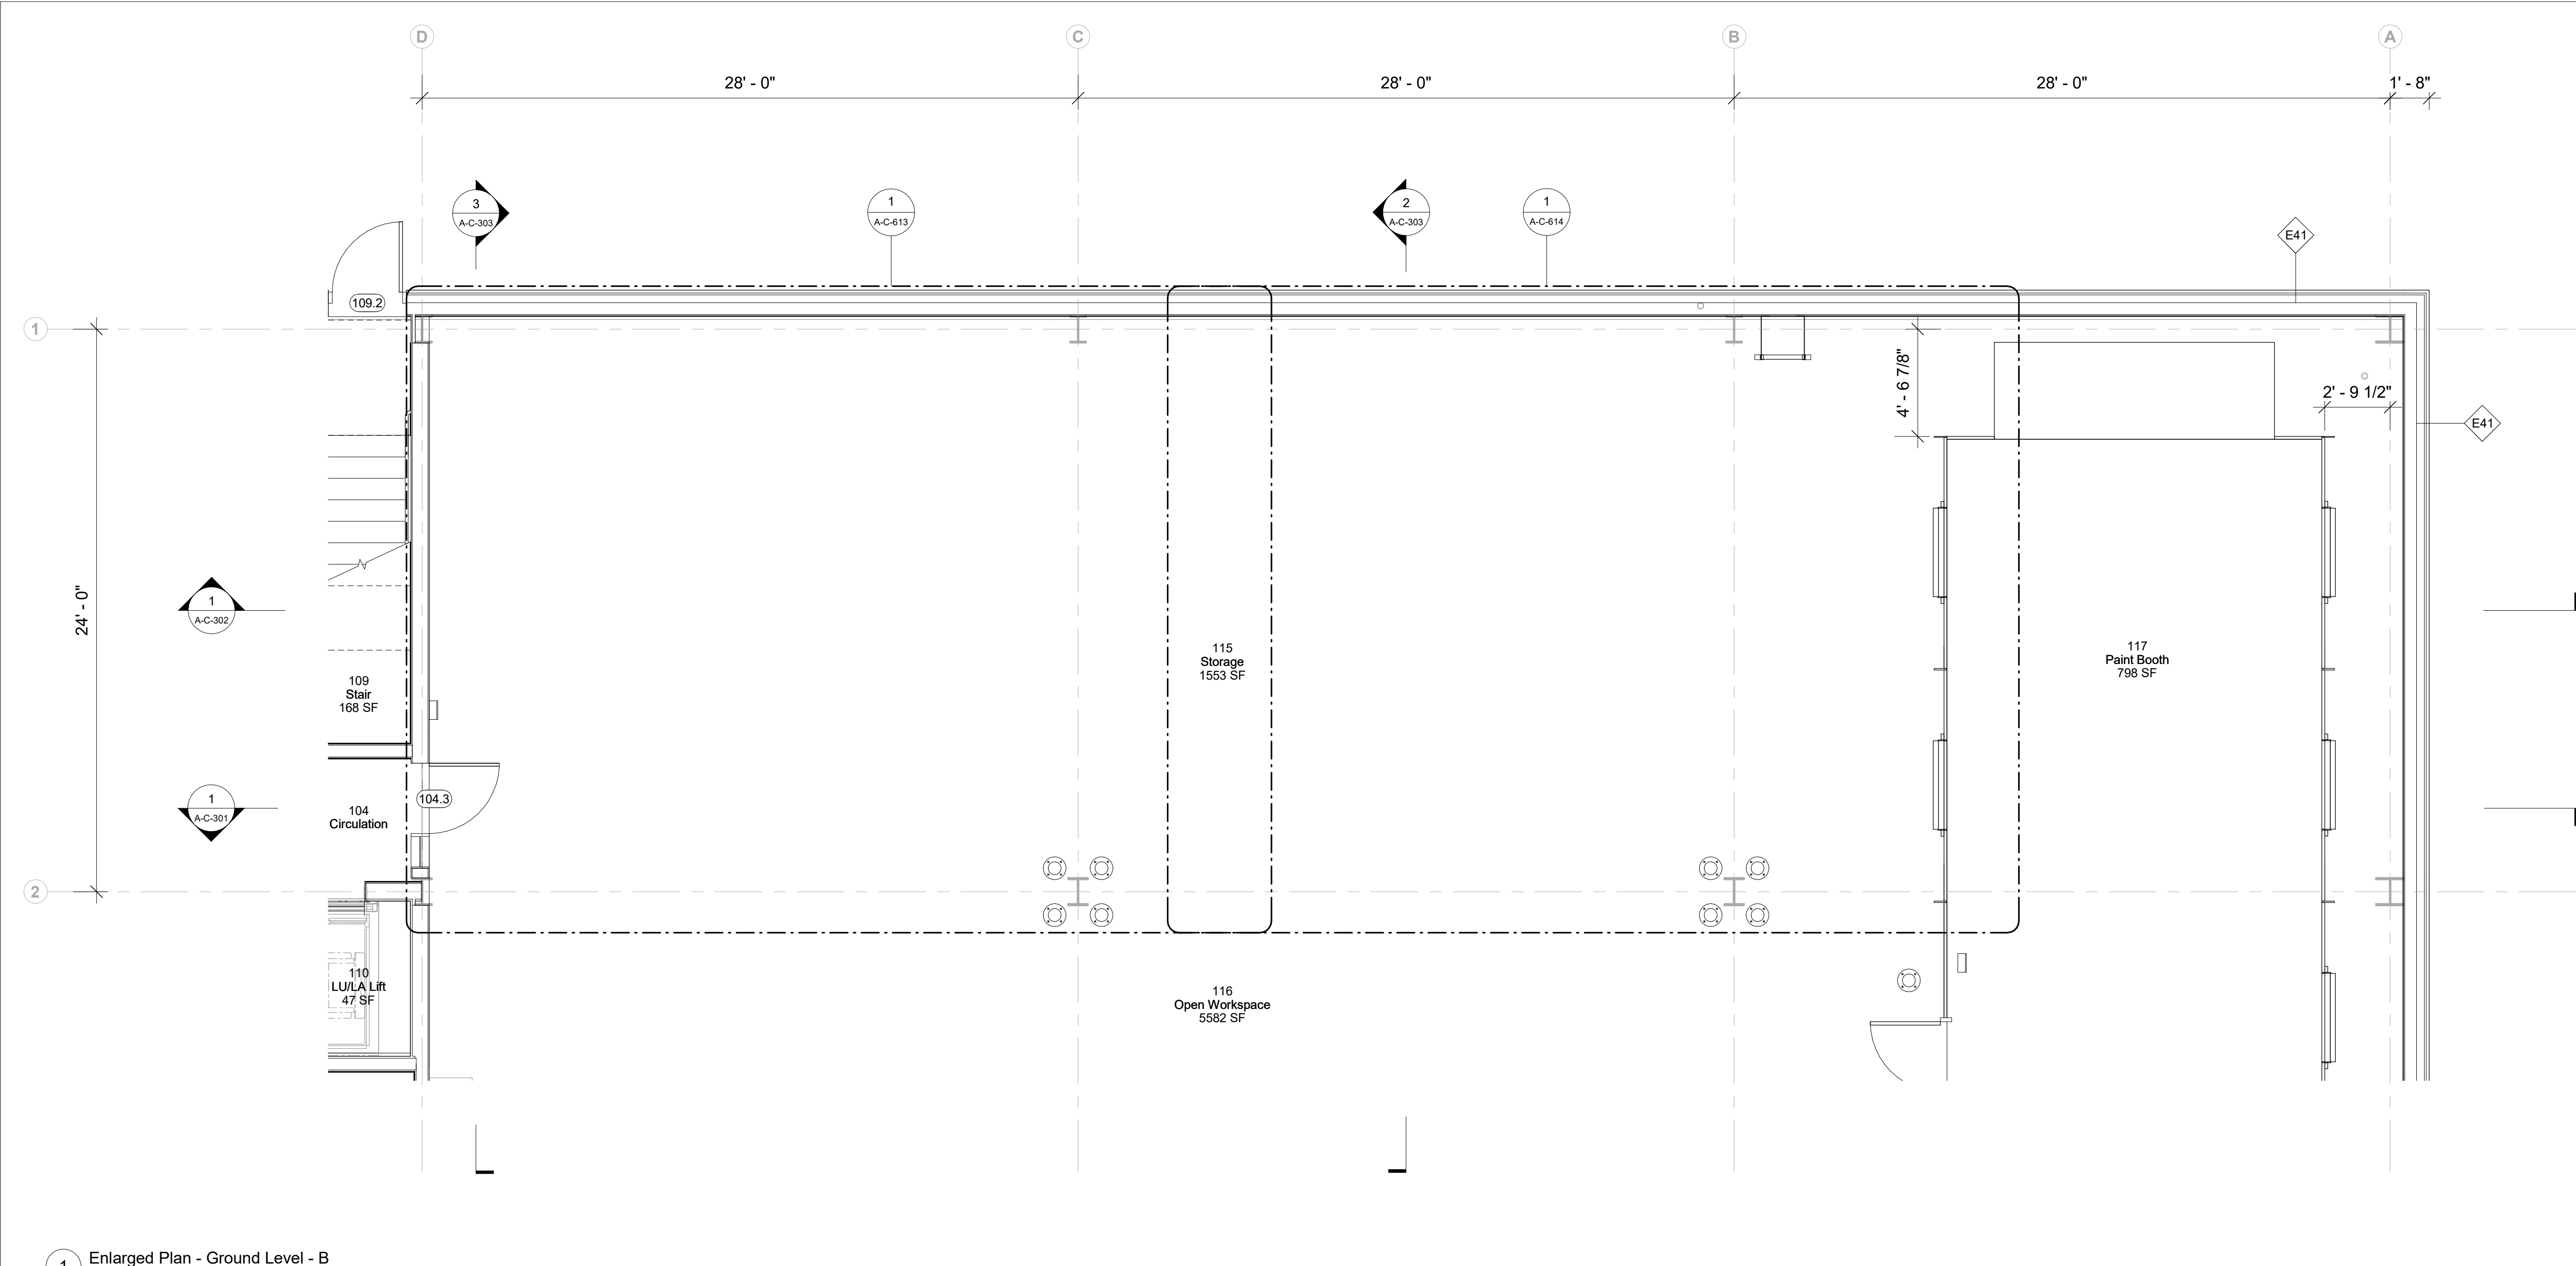 D
C
B
A
28' - 0"
28' - 0"
28' - 0"
1' - 8"
3
A-C-303
1
A-C-613
2
A-C-303
1
A-C-614
E41
109.2
1
4' - 6 7/8"
2' - 9 1/2"
E41
24' - 0"
1
A-C-302
115
Storage
1553 SF
117
Paint Booth
798 SF
109
Stair
168 SF
1
A-C-301
104.3
104
Circulation
2
110
LU/LA Lift
47 SF
116
Open Workspace
5582 SF
1
Enlarged Plan - Ground Level - B